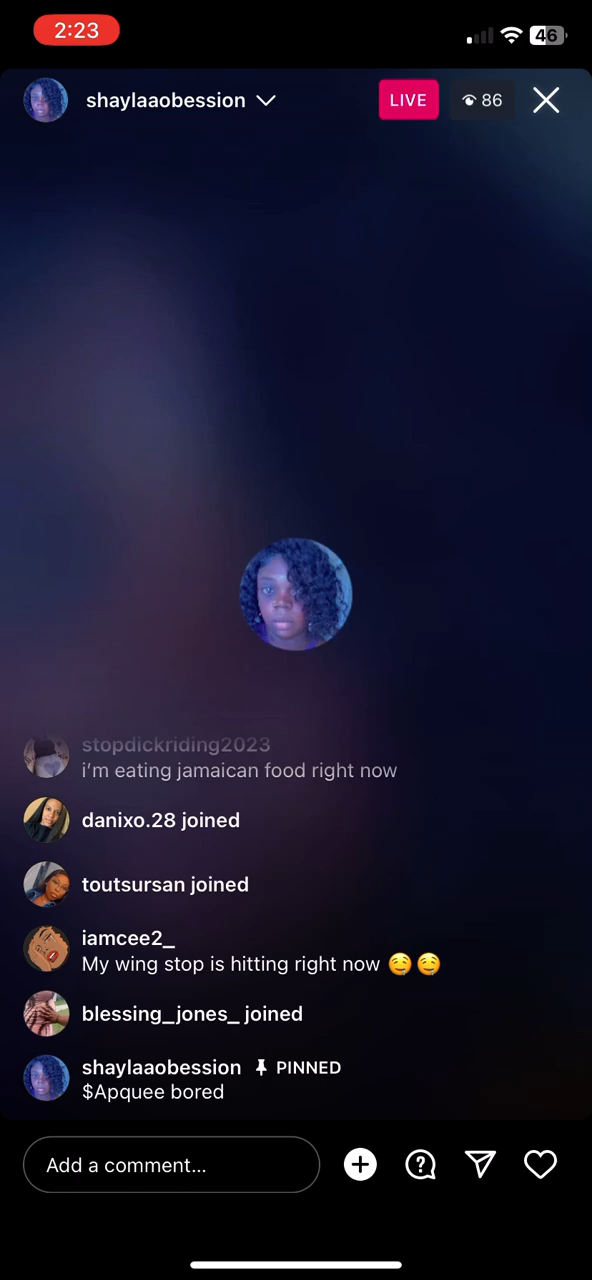 2:23
46
shaylaaobession
LIVE
86
stopdickriding2023
i'm eating jamaican food right now
danixo.28 joined
toutsursan joined
iamcee2_
My wing stop is hitting right now 🤤🤤
blessing_jones_ joined
shaylaaobession PINNED
$Apquee bored
Add a comment...